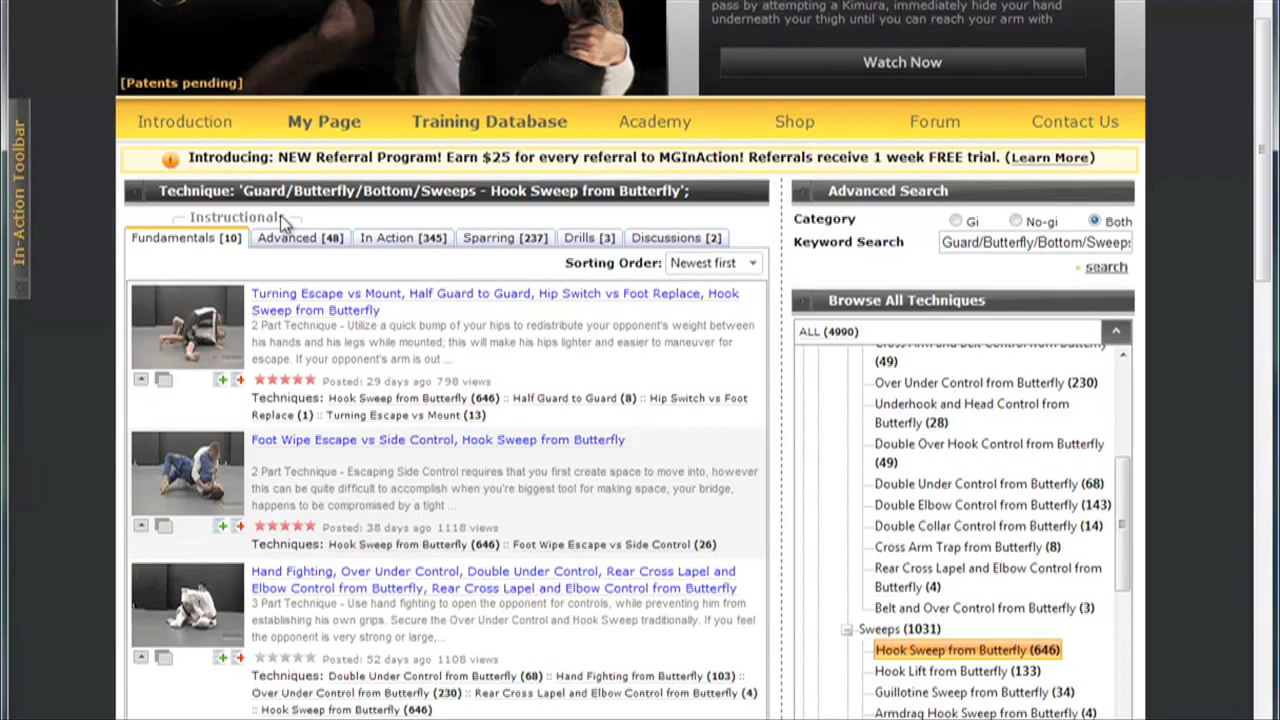 pass by attempting a Kimura, immediately hide your hand
underneath your thigh until you can reach your arm with
Watch Now
[Patents pending]
Introduction My Page Training Database Academy Shop Forum Contact Us
In-Action Toolbar
Introducing: NEW Referral Program! Earn $25 for every referral to MGInAction! Referrals receive 1 week FREE trial. (Learn More)
Technique: 'Guard/Butterfly/Bottom/Sweeps - Hook Sweep from Butterfly';
Instructional
Fundamentals [10] Advanced [48] In Action [345] Sparring [237] Drills [3] Discussions [2]
Sorting Order: Newest first
Turning Escape vs Mount, Half Guard to Guard, Hip Switch vs Foot Replace, Hook
Sweep from Butterfly
2 Part Technique - Utilize a quick bump of your hips to redistribute your opponent's weight between
his hands and his legs while mounted; this will make his hips lighter and easier to maneuver for
escape. If your opponent's arm is out ...
Posted: 29 days ago 798 views
Techniques: Hook Sweep from Butterfly (646) :: Half Guard to Guard (8) :: Hip Switch vs Foot
Replace (1) :: Turning Escape vs Mount (13)
Foot Wipe Escape vs Side Control, Hook Sweep from Butterfly
2 Part Technique - Escaping Side Control requires that you first create space to move into, however
this can be quite difficult to accomplish when you're biggest tool for making space, your bridge,
happens to be compromised by a tight ...
Posted: 38 days ago 1118 views
Techniques: Hook Sweep from Butterfly (646) :: Foot Wipe Escape vs Side Control (26)
Hand Fighting, Over Under Control, Double Under Control, Rear Cross Lapel and
Elbow Control from Butterfly, Rear Cross Lapel and Elbow Control from Butterfly
3 Part Technique - Use hand fighting to open the opponent for controls, while preventing him from
establishing his own grips. Secure the Over Under Control and Hook Sweep traditionally. If you feel
the opponent is very strong or large,...
Posted: 52 days ago 1108 views
Techniques: Double Under Control from Butterfly (68) :: Hand Fighting from Butterfly (103) ::
Over Under Control from Butterfly (230) :: Rear Cross Lapel and Elbow Control from Butterfly (4)
:: Hook Sweep from Butterfly (646)
Advanced Search
Category Gi No-gi Both
Keyword Search Guard/Butterfly/Bottom/Sweeps
search
Browse All Techniques
ALL (4990)
Cross Arm and Belt Control from Butterfly
(49)
Over Under Control from Butterfly (230)
Underhook and Head Control from
Butterfly (28)
Double Over Hook Control from Butterfly
(49)
Double Under Control from Butterfly (68)
Double Elbow Control from Butterfly (143)
Double Collar Control from Butterfly (14)
Cross Arm Trap from Butterfly (8)
Rear Cross Lapel and Elbow Control from
Butterfly (4)
Belt and Over Control from Butterfly (3)
Sweeps (1031)
Hook Sweep from Butterfly (646)
Hook Lift from Butterfly (133)
Guillotine Sweep from Butterfly (34)
Armdrag Hook Sweep from Butterfly (4)